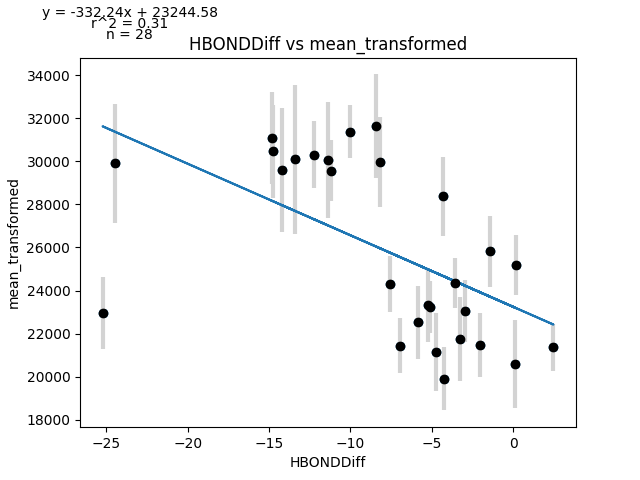 y = -332.24x + 23244.58
r^2 = 0.31
n = 28
HBONDDiff vs mean_transformed
34000
32000
30000
28000
26000
24000
22000
20000
18000
mean_transformed
−25
−20
−15
−10
−5
0
HBONDDiff